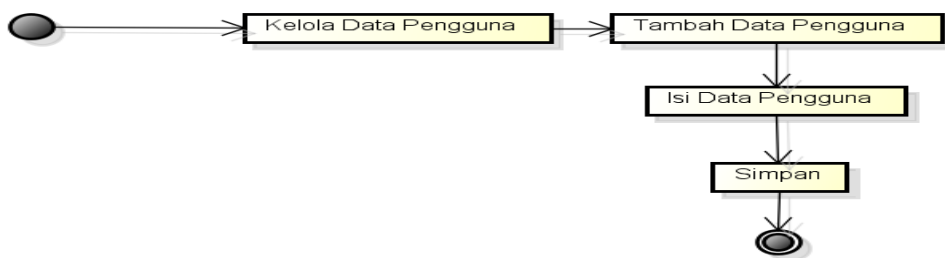 Kelola Data Pengguna
Tambah Data Pengguna
Isi Data Pengguna
Simpan